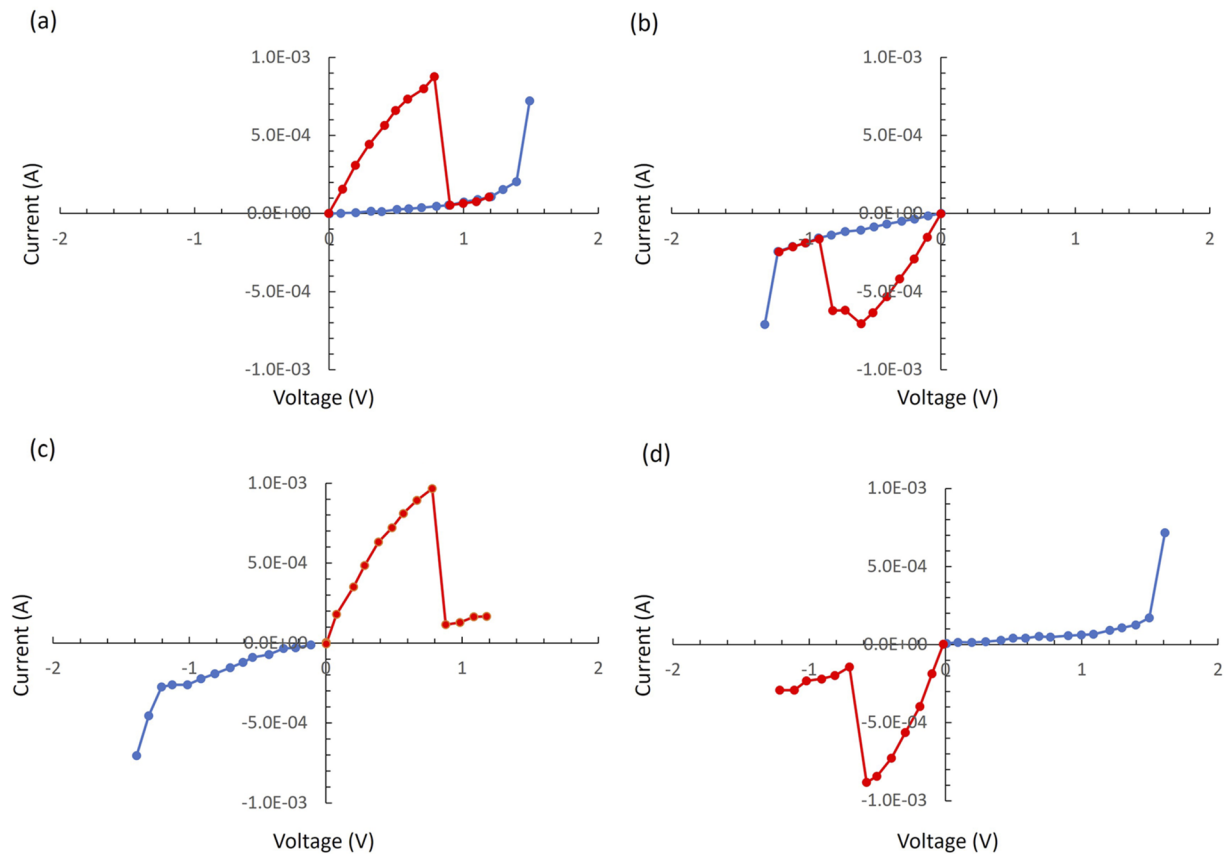 (a)
1.0E-03
5.0E-04
0.0E+00
-2 -1 0 1 2
-5.0E-04
-1.0E-03
Current (A)
Voltage (V)
(b)
1.0E-03
5.0E-04
0.0E+00
-2 -1 0 1 2
-5.0E-04
-1.0E-03
Current (A)
Voltage (V)
(c)
1.0E-03
5.0E-04
0.0E+00
-2 -1 0 1 2
-5.0E-04
-1.0E-03
Current (A)
Voltage (V)
(d)
1.0E-03
5.0E-04
0.0E+00
-2 -1 0 1 2
-5.0E-04
-1.0E-03
Current (A)
Voltage (V)